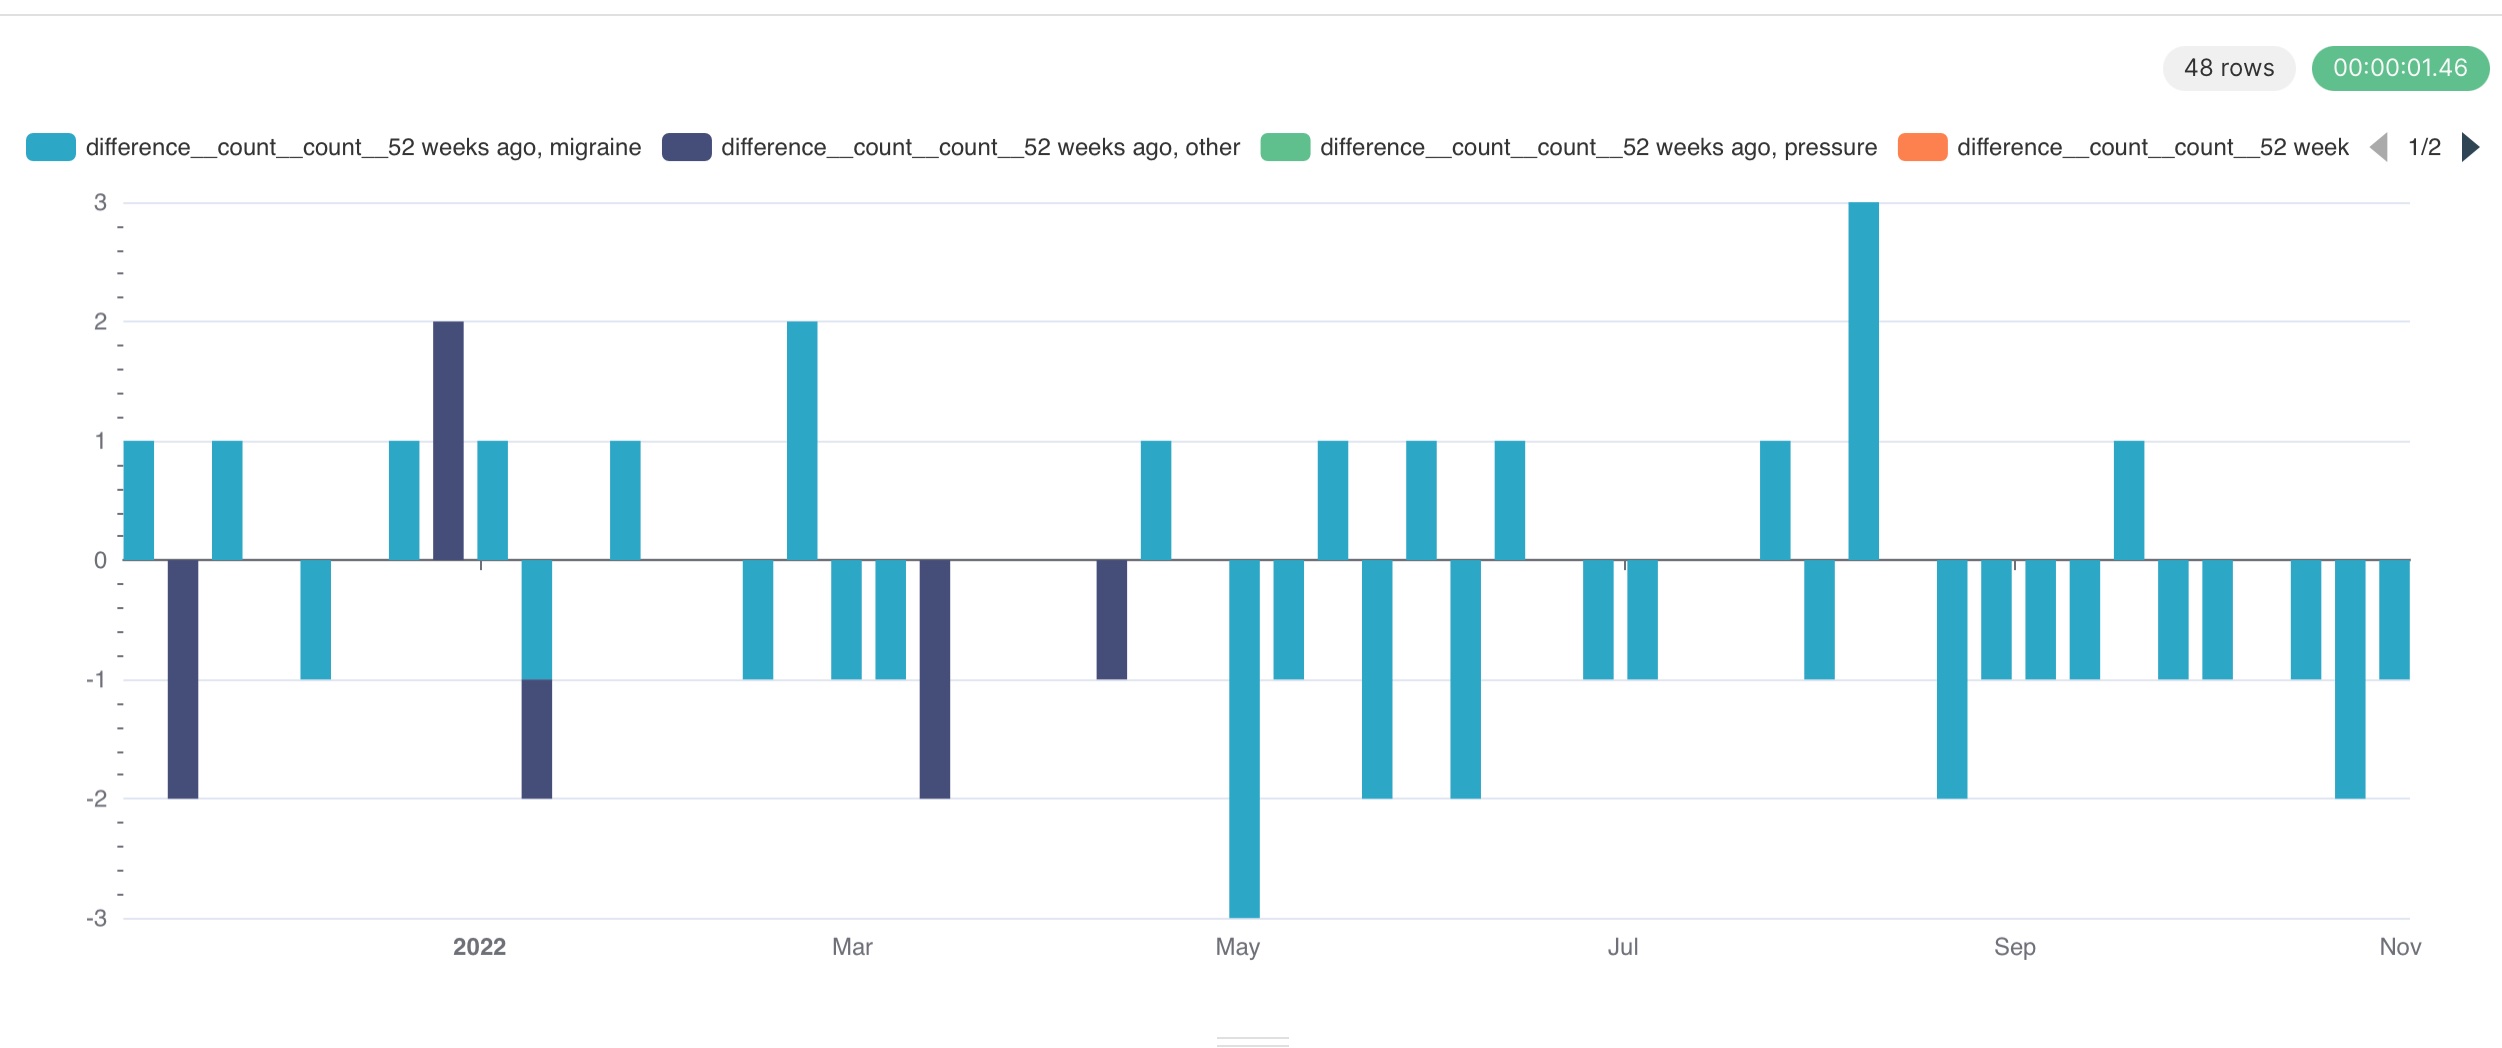 48 rows 00:00:01.46
difference__count__count__52 weeks ago, migraine difference__count__count__52 weeks ago, other difference__count__count__52 weeks ago, pressure difference__count__count__52 week 1/2
3
2
1
0
-1
-2
-3
2022 Mar May Jul Sep Nov